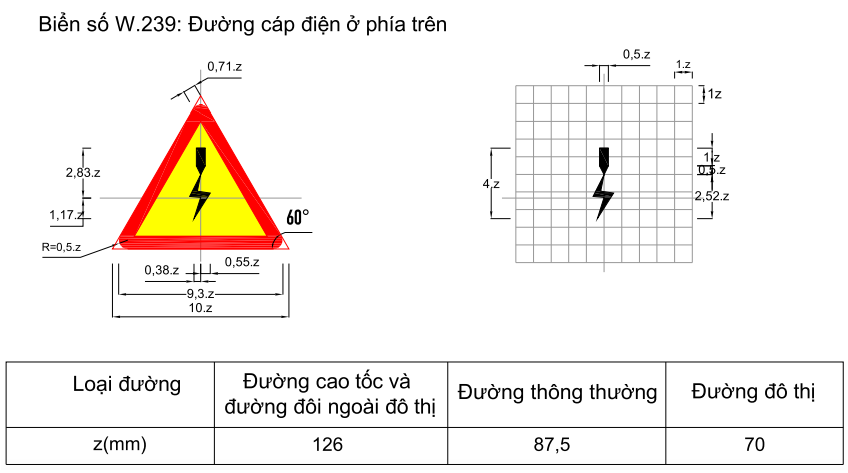 Biển số W.239: Đường cáp điện ở phía trên
0,71.z
0,5.z
1.z
1z
2,83.z
1,17.z
R=0,5.z
60°
4.z
1.z
0,5.z
2,52.z
0,38.z
0,55.z
9,3.z
10.z
Loại đường
Đường cao tốc và
đường đôi ngoài đô thị
Đường thông thường
Đường đô thị
z(mm)
126
87,5
70